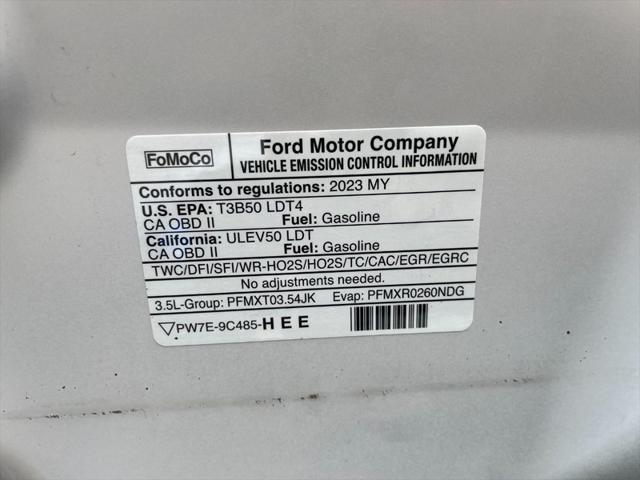 FoMoCo
Ford Motor Company
VEHICLE EMISSION CONTROL INFORMATION
Conforms to regulations: 2023 MY
U.S. EPA: T3B50 LDT4
CA OBD II Fuel: Gasoline
California: ULEV50 LDT
CA OBD II Fuel: Gasoline
TWC/DFI/SFI/WR-HO2S/HO2S/TC/CAC/EGR/EGRC
No adjustments needed.
3.5L-Group: PFMXT03.54JK Evap: PFMXR0260NDG
PW7E-9C485-HEE